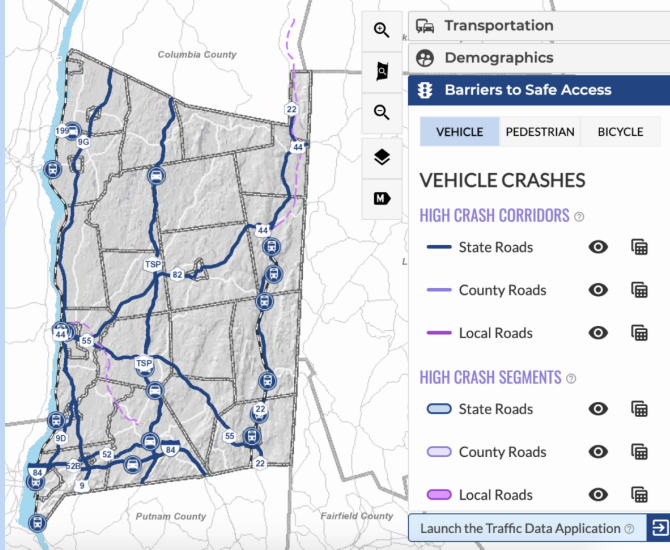 Columbia County
199
9G
22
44
44
TSP
82
44
55
TSP
22
55
9D
52
84
84
52B
22
9
Putnam County
Fairfield County
M
Transportation
Demographics
Barriers to Safe Access
VEHICLE
PEDESTRIAN
BICYCLE
VEHICLE CRASHES
HIGH CRASH CORRIDORS ?
State Roads
County Roads
Local Roads
HIGH CRASH SEGMENTS ?
State Roads
County Roads
Local Roads
Launch the Traffic Data Application ?